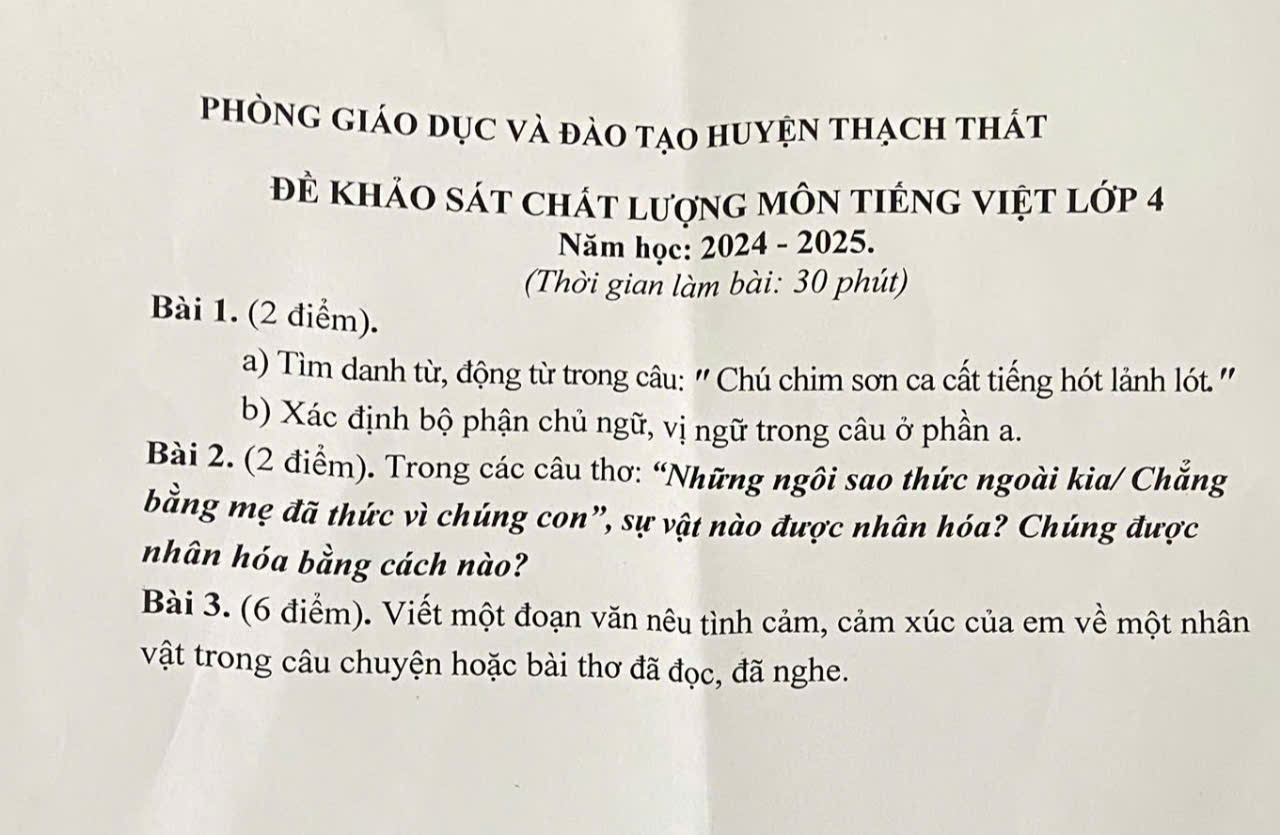 PHÒNG GIÁO DỤC VÀ ĐÀO TẠO HUYỆN THẠCH THẤT
ĐỀ KHẢO SÁT CHẤT LƯỢNG MÔN TIẾNG VIỆT LỚP 4
Năm học: 2024 - 2025.
(Thời gian làm bài: 30 phút)
Bài 1. (2 điểm).
a) Tìm danh từ, động từ trong câu: " Chú chim sơn ca cất tiếng hót lảnh lót."
b) Xác định bộ phận chủ ngữ, vị ngữ trong câu ở phần a.
Bài 2. (2 điểm). Trong các câu thơ: “Những ngôi sao thức ngoài kia/ Chẳng
bằng mẹ đã thức vì chúng con”, sự vật nào được nhân hóa? Chúng được
nhân hóa bằng cách nào?
Bài 3. (6 điểm). Viết một đoạn văn nêu tình cảm, cảm xúc của em về một nhân
vật trong câu chuyện hoặc bài thơ đã đọc, đã nghe.